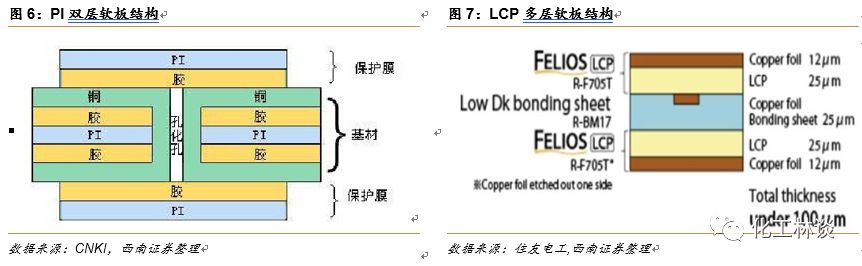 图 6：PI 双层软板结构
PI
胶
保护膜
铜
铜
胶
PI
胶
孔化孔
胶
PI
胶
基材
胶
PI
保护膜
数据来源：CNKI，西南证券整理
图 7：LCP 多层软板结构
FELIOS LCP
R-F705T
Copper foil 12μm
LCP 25μm
Low Dk bonding sheet
R-BM17
Copper foil
Bonding sheet 25μm
FELIOS LCP
R-F705T*
LCP 25μm
Copper foil 12μm
※Copper foil etched out one side
Total thickness
under 100μm
化工林谈
数据来源：住友电工,西南证券整理